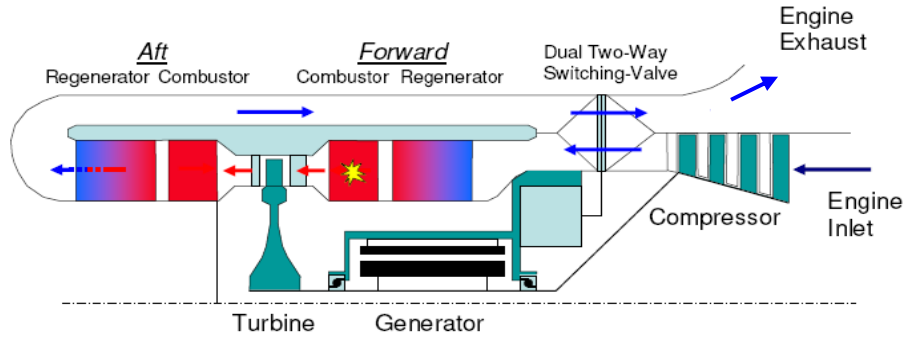 Engine
Exhaust
Aft
Forward
Dual Two-Way
Switching-Valve
Regenerator Combustor
Combustor Regenerator
Compressor
Engine
Inlet
Turbine
Generator